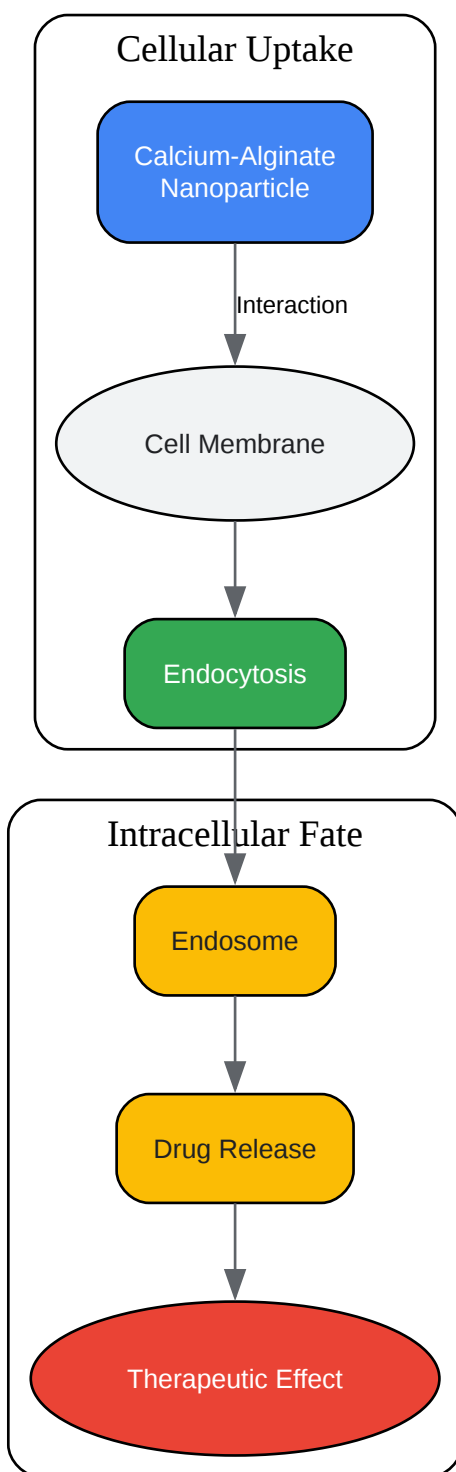 Cellular Uptake
Calcium-Alginate
Nanoparticle
Interaction
Cell Membrane
Endocytosis
Intracellular Fate
Endosome
Drug Release
Therapeutic Effect